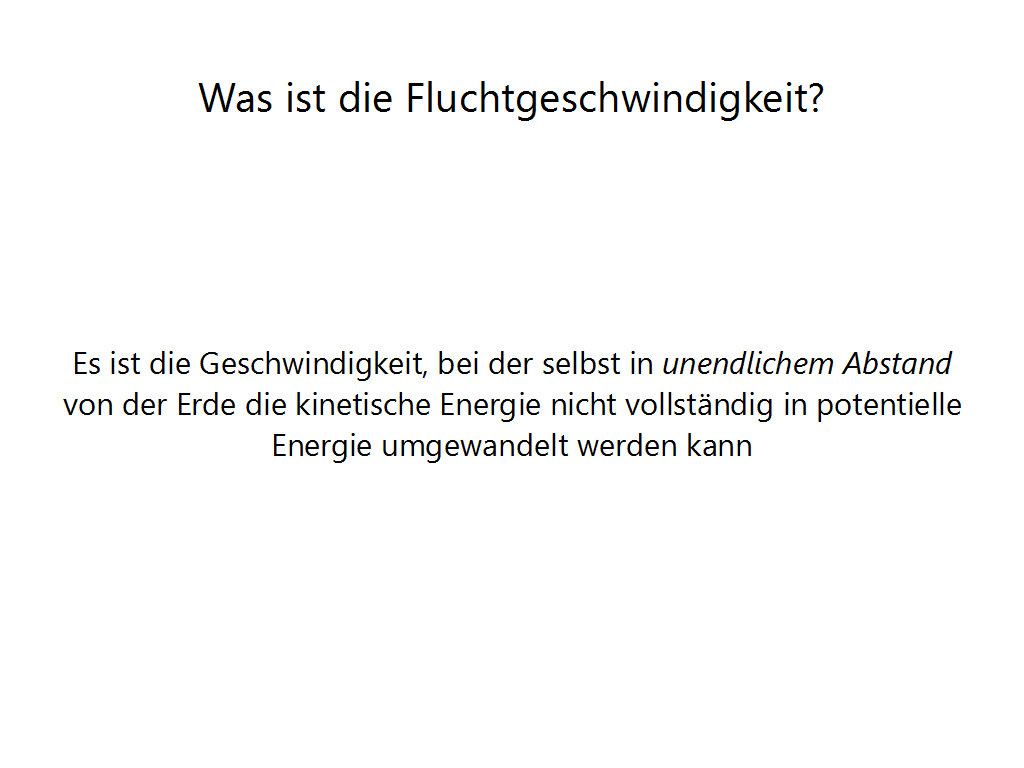 Was ist die Fluchtgeschwindigkeit?
Es ist die Geschwindigkeit, bei der selbst in unendlichem Abstand
von der Erde die kinetische Energie nicht vollständig in potentielle
Energie umgewandelt werden kann